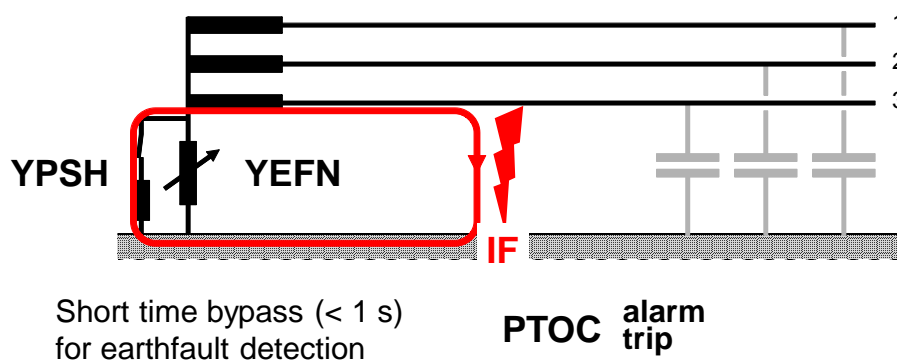 1
2
3
YPSH
YEFN
IF
Short time bypass (< 1 s)
for earthfault detection
PTOC
alarm
trip